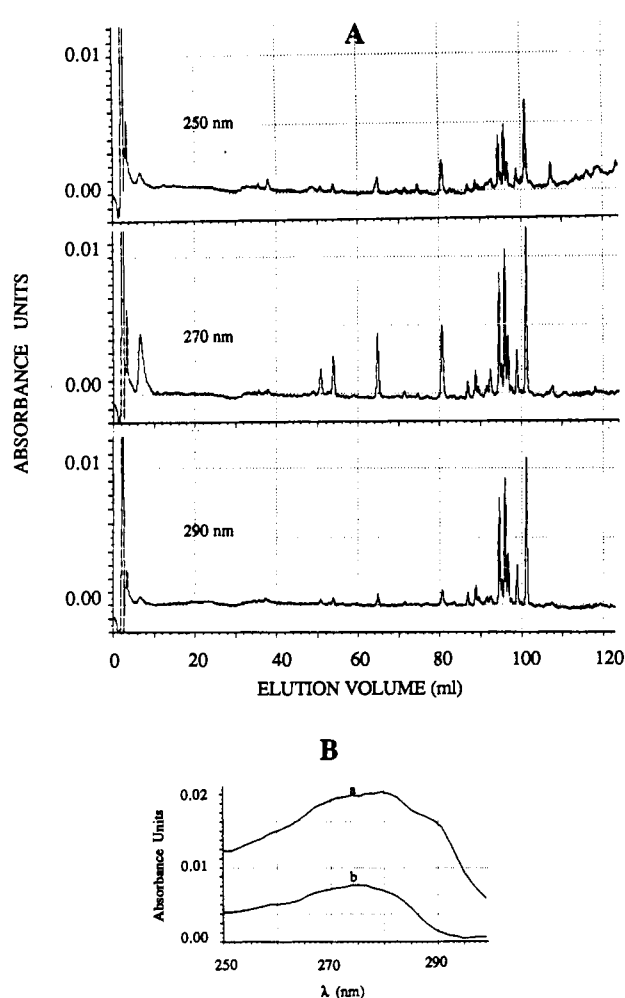 A
0.01
250 nm
0.00
0.01
270 nm
0.00
0.01
290 nm
0.00
ABSORBANCE UNITS
0 20 40 60 80 100 120
ELUTION VOLUME (ml)
B
0.02
a
0.01
b
0.00
Absorbance Units
250 270 290
λ (nm)